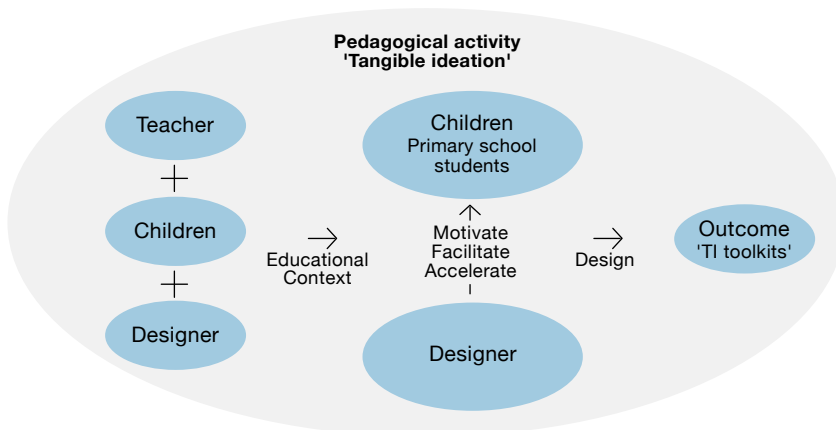 Pedagogical activity
'Tangible ideation'
Teacher
+
Children
+
Designer
Educational
Context
Children
Primary school
students
Motivate
Facilitate
Accelerate
Designer
Design
Outcome
'TI toolkits'